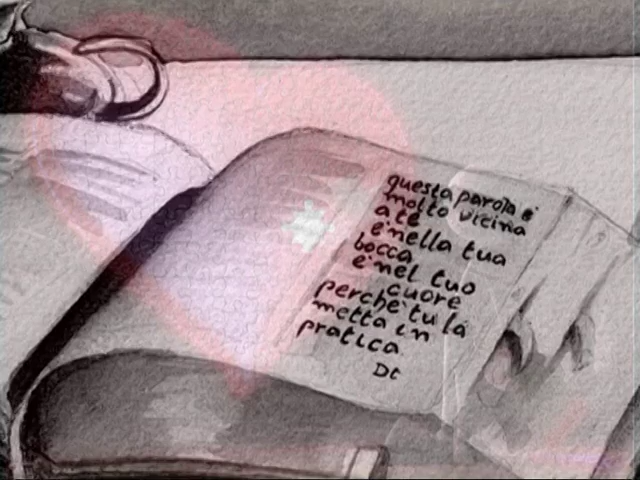 questa parola è
molto vicina
a te
è nella tua
bocca
è nel tuo
cuore
perchè tu la
metta in
pratica
Dt